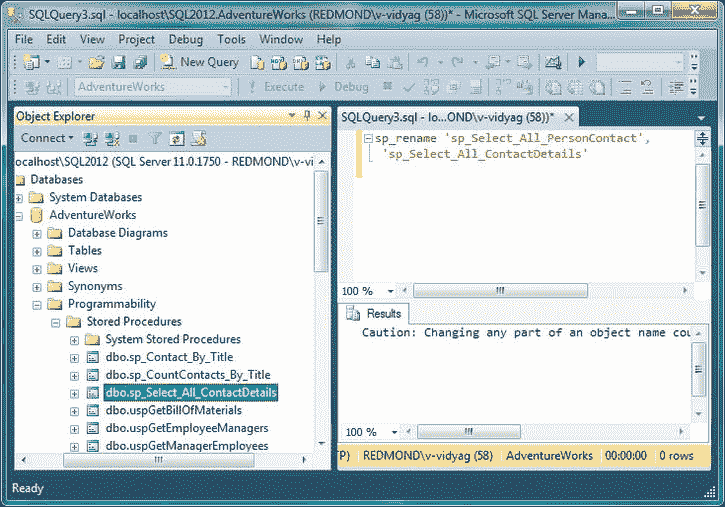 SQLQuery3.sql - localhost\SQL2012.AdventureWorks (REDMOND\v-vidyag (58))* - Microsoft SQL Server Mana...
File Edit View Project Debug Tools Window Help
New Query
AdventureWorks Execute Debug
Object Explorer
Connect
ocalhost\SQL2012 (SQL Server 11.0.1750 - REDMOND\v-vi
Databases
System Databases
AdventureWorks
Database Diagrams
Tables
Views
Synonyms
Programmability
Stored Procedures
System Stored Procedures
dbo.sp_Contact_By_Title
dbo.sp_CountContacts_By_Title
dbo.sp_Select_All_ContactDetails
dbo.uspGetBillOfMaterials
dbo.uspGetEmployeeManagers
dbo.uspGetManagerEmployees
SQLQuery3.sql - lo...OND\v-vidyag (58))*
sp_rename 'sp_Select_All_PersonContact',
'sp_Select_All_ContactDetails'
100 %
Results
Caution: Changing any part of an object name cou
100 %
TP) REDMOND\v-vidyag (58) AdventureWorks 00:00:00 0 rows
Ready